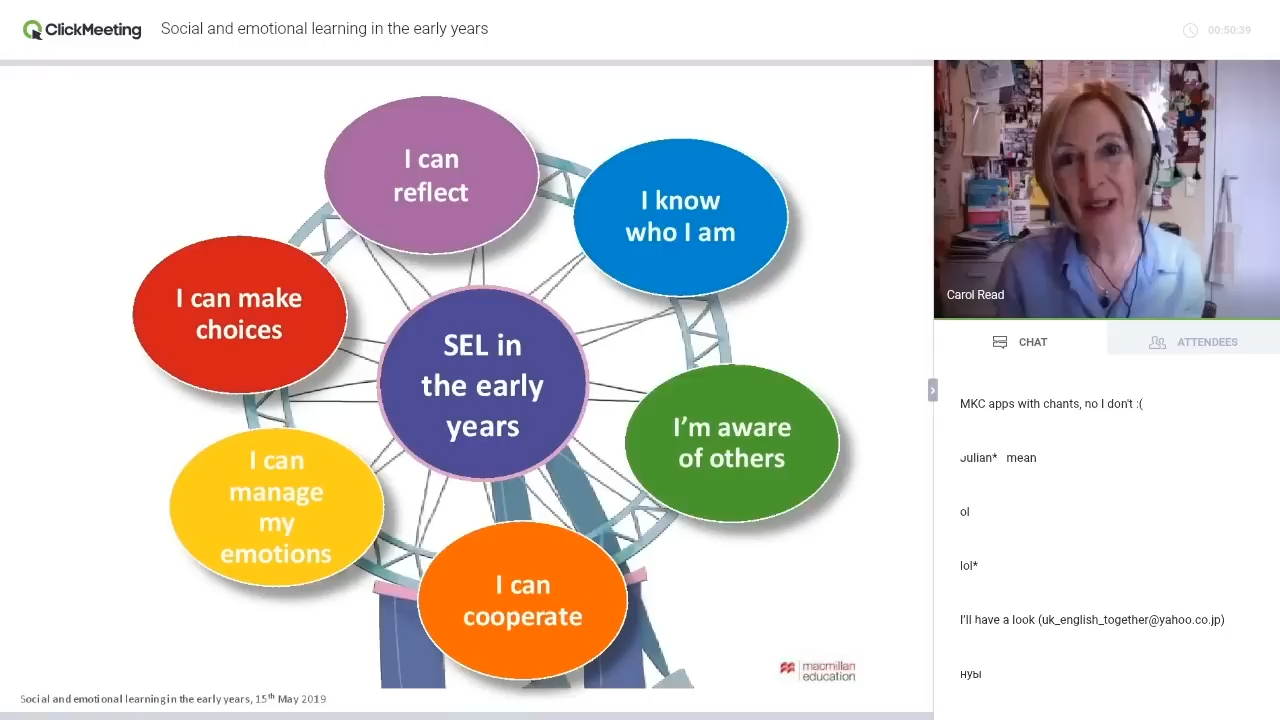 ClickMeeting
Social and emotional learning in the early years
00:50:39
I can
reflect
I know
who I am
I can make
choices
SEL in
the early
years
I'm aware
of others
I can
manage
my
emotions
I can
cooperate
macmillan
education
Social and emotional learning in the early years, 15th May 2019
Carol Read
CHAT
ATTENDEES
MKC apps with chants, no I don't :(
Julian* mean
ol
lol*
I'll have a look (uk_english_together@yahoo.co.jp)
нуы